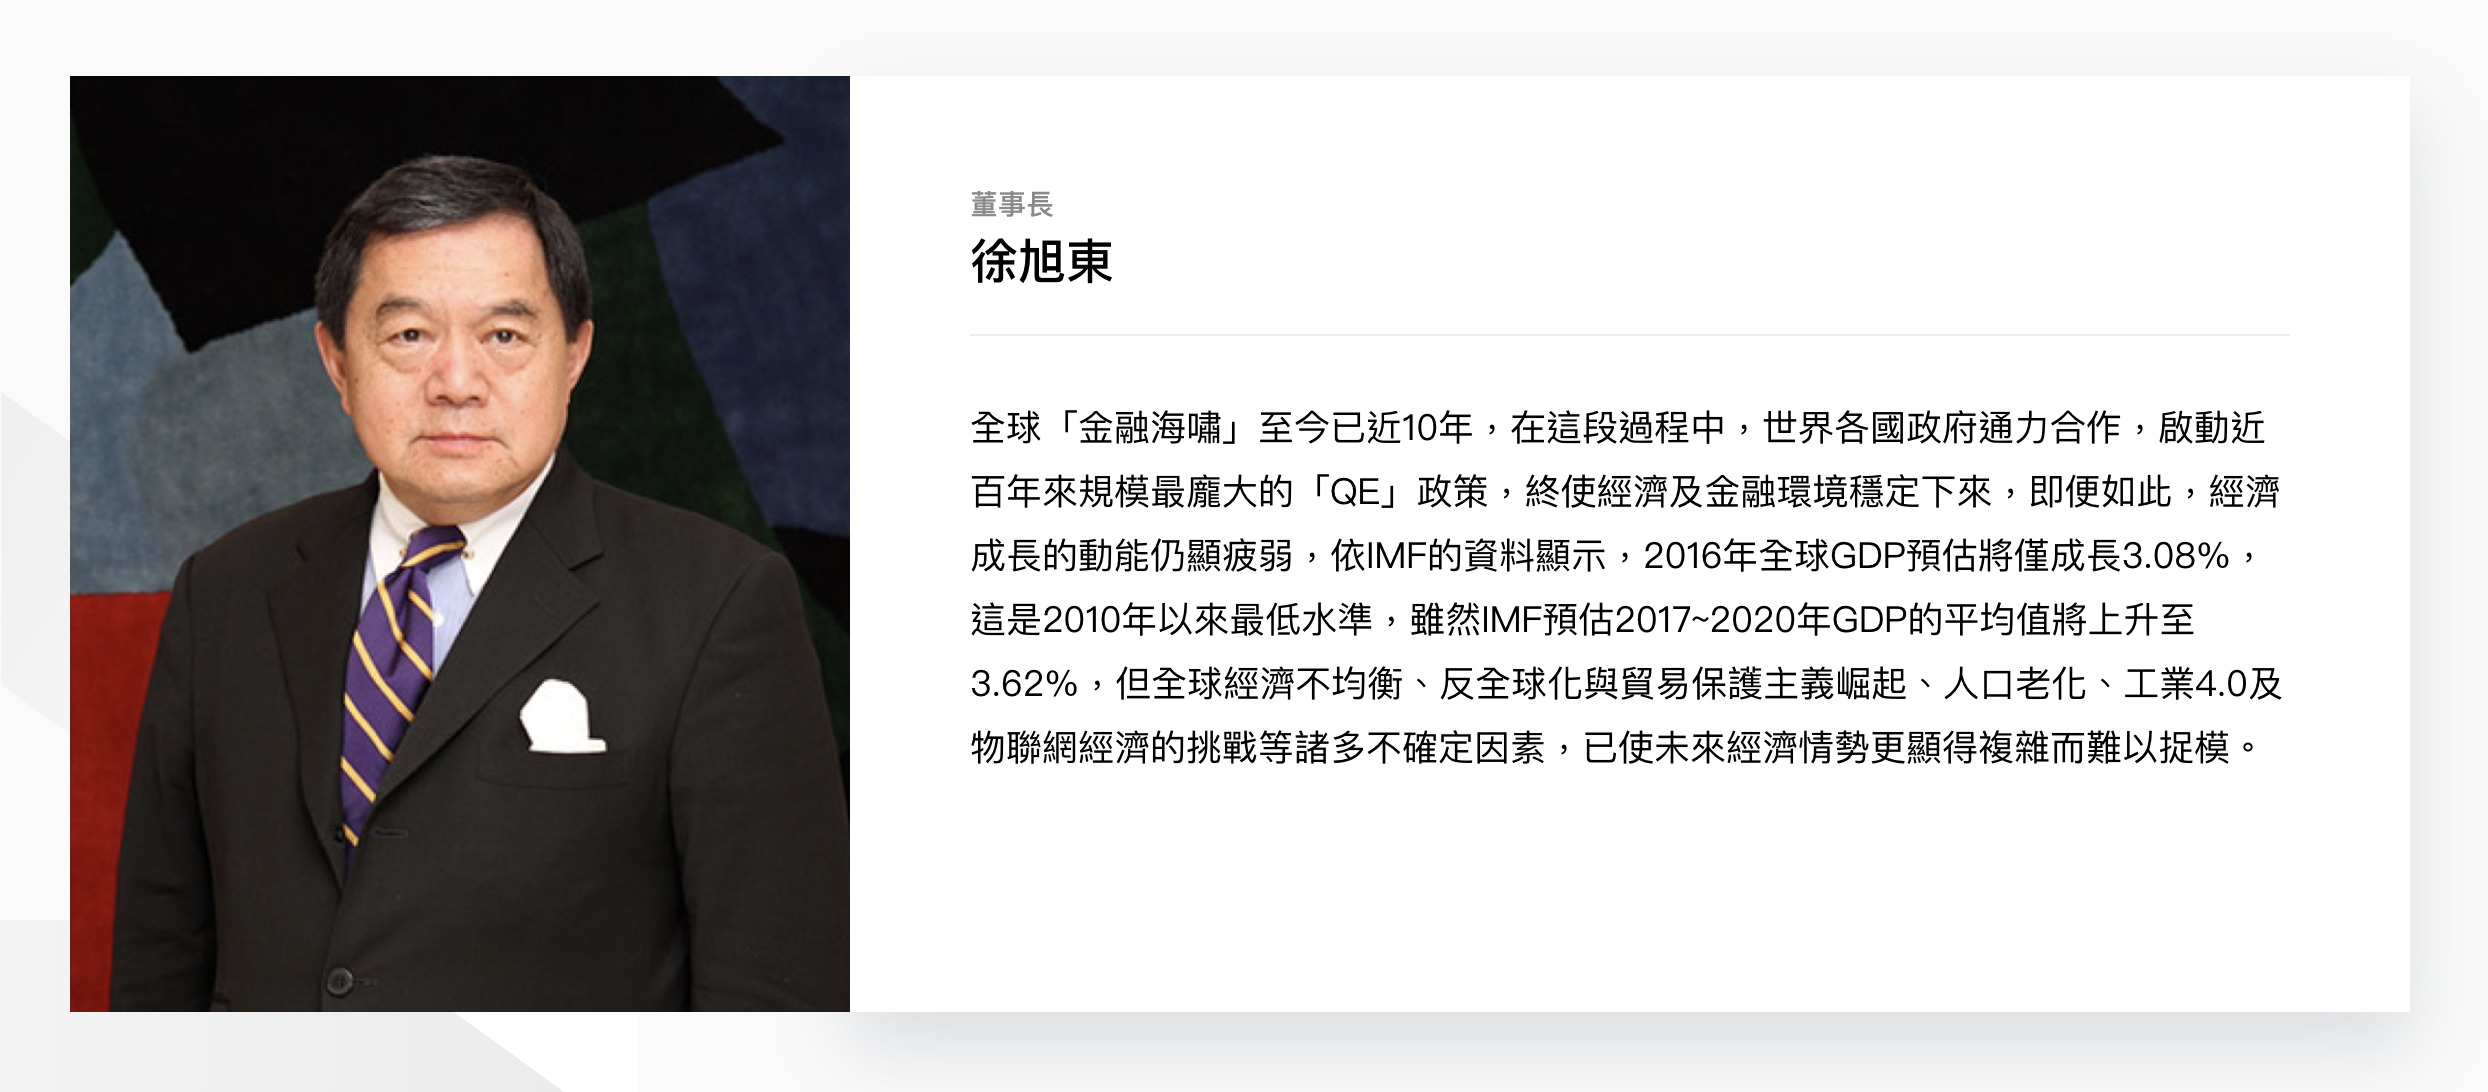 董事長
徐旭東
全球「金融海嘯」至今已近10年，在這段過程中，世界各國政府通力合作，啟動近
百年來規模最龐大的「QE」政策，終使經濟及金融環境穩定下來，即便如此，經濟
成長的動能仍顯疲弱，依IMF的資料顯示，2016年全球GDP預估將僅成長3.08%，
這是2010年以來最低水準，雖然IMF預估2017~2020年GDP的平均值將上升至
3.62%，但全球經濟不均衡、反全球化與貿易保護主義崛起、人口老化、工業4.0及
物聯網經濟的挑戰等諸多不確定因素，已使未來經濟情勢更顯得複雜而難以捉模。